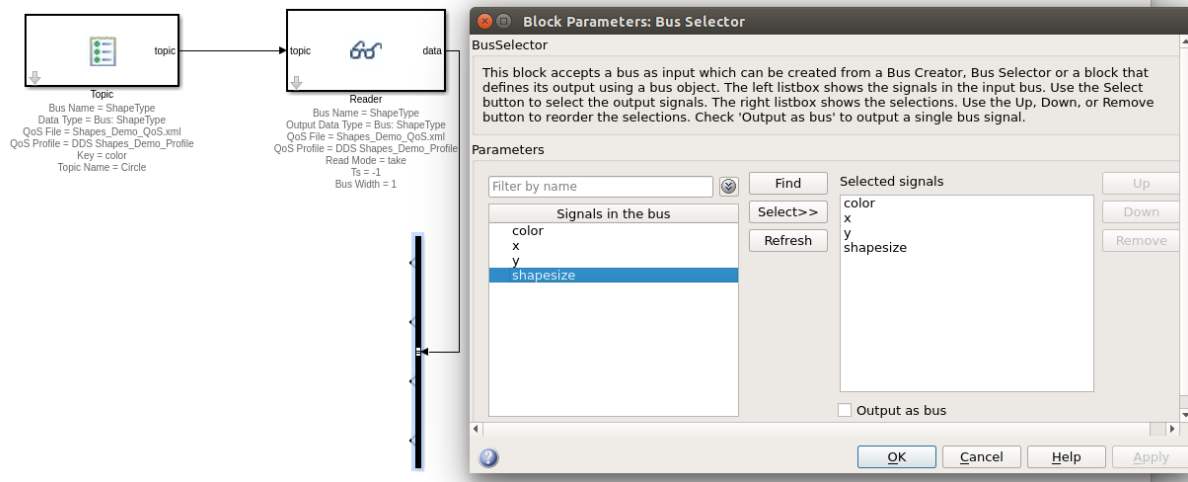 topic
Topic
Bus Name = ShapeType
Data Type = Bus: ShapeType
QoS File = Shapes_Demo_QoS.xml
QoS Profile = DDS Shapes_Demo_Profile
Key = color
Topic Name = Circle
topic
data
Reader
Bus Name = ShapeType
Output Data Type = Bus: ShapeType
QoS File = Shapes_Demo_QoS.xml
QoS Profile = DDS Shapes_Demo_Profile
Read Mode = take
Ts = -1
Bus Width = 1
Block Parameters: Bus Selector
BusSelector
This block accepts a bus as input which can be created from a Bus Creator, Bus Selector or a block that
defines its output using a bus object. The left listbox shows the signals in the input bus. Use the Select
button to select the output signals. The right listbox shows the selections. Use the Up, Down, or Remove
button to reorder the selections. Check 'Output as bus' to output a single bus signal.
Parameters
Filter by name
Signals in the bus
color
x
y
shapesize
Find
Select>>
Refresh
Selected signals
color
x
y
shapesize
Up
Down
Remove
Output as bus
OK
Cancel
Help
Apply